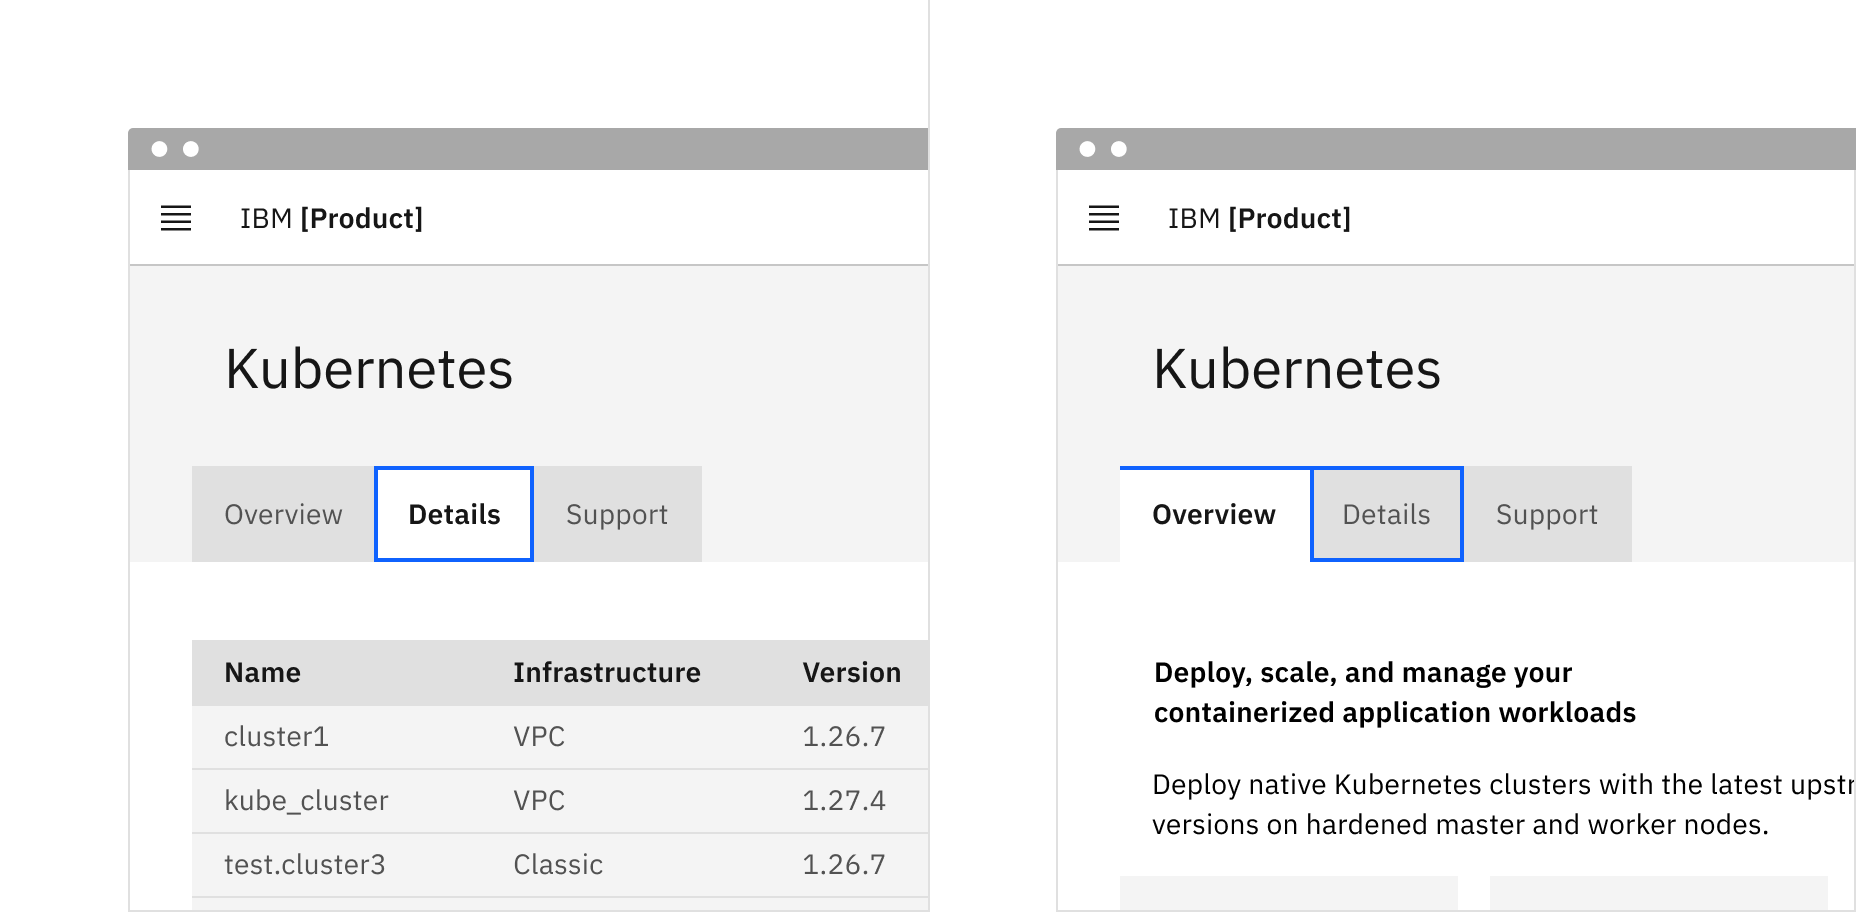 IBM [Product]
Kubernetes
Overview Details Support
Name Infrastructure Version
cluster1 VPC 1.26.7
kube_cluster VPC 1.27.4
test.cluster3 Classic 1.26.7
IBM [Product]
Kubernetes
Overview Details Support
Deploy, scale, and manage your
containerized application workloads
Deploy native Kubernetes clusters with the latest upstr
versions on hardened master and worker nodes.